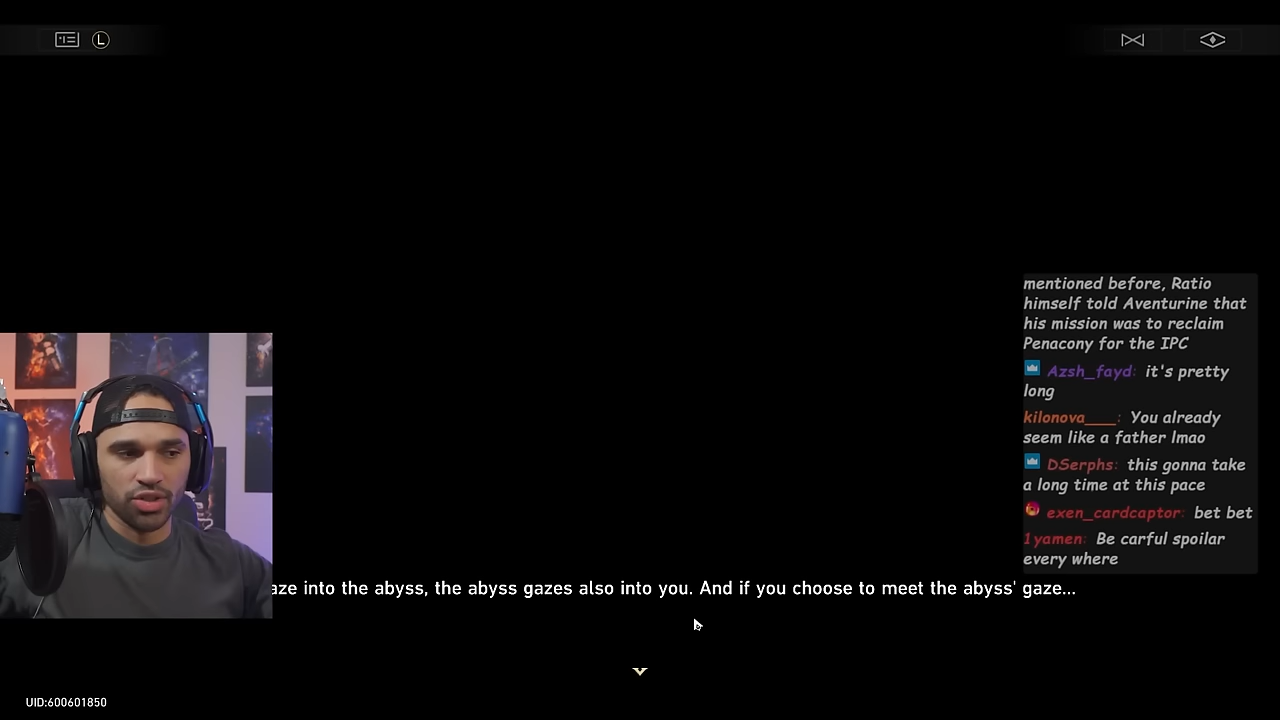 L
mentioned before, Ratio
himself told Aventurine that
his mission was to reclaim
Penacony for the IPC
Azsh_fayd: it's pretty
long
kilonova___: You already
seem like a father lmao
DSerphs: this gonna take
a long time at this pace
exen_cardcaptor: bet bet
1yamen: Be carful spoilar
every where
into the abyss, the abyss gazes also into you. And if you choose to meet the abyss' gaze...
UID:600601850